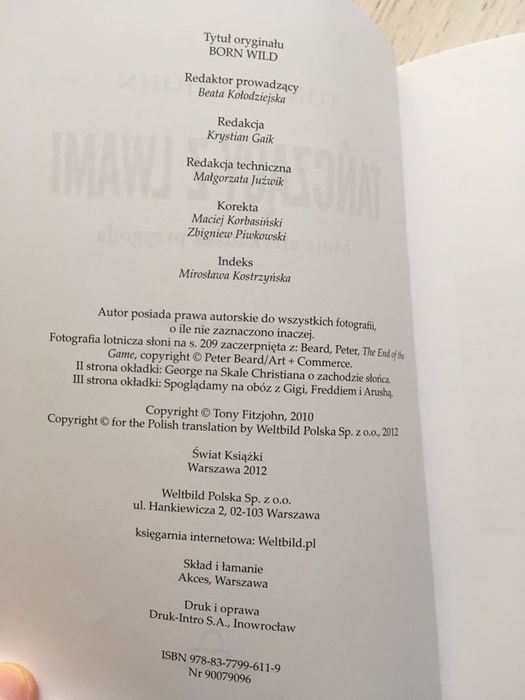 Tytuł oryginału
BORN WILD
Redaktor prowadzący
Beata Kołodziejska
Redakcja
Krystian Gaik
Redakcja techniczna
Małgorzata Juźwik
Korekta
Maciej Korbasiński
Zbigniew Piwkowski
Indeks
Mirosława Kostrzyńska
Autor posiada prawa autorskie do wszystkich fotografii,
o ile nie zaznaczono inaczej.
Fotografia lotnicza słoni na s. 209 zaczerpnięta z: Beard, Peter, The End of the
Game, copyright © Peter Beard/Art + Commerce.
II strona okładki: George na Skale Christiana o zachodzie słońca.
III strona okładki: Spoglądamy na obóz z Gigi, Freddiem i Arushą.
Copyright © Tony Fitzjohn, 2010
Copyright © for the Polish translation by Weltbild Polska Sp. z o.o., 2012
Świat Książki
Warszawa 2012
Weltbild Polska Sp. z o.o.
ul. Hankiewicza 2, 02-103 Warszawa
księgarnia internetowa: Weltbild.pl
Skład i łamanie
Akces, Warszawa
Druk i oprawa
Druk-Intro S.A., Inowrocław
ISBN 978-83-7799-611-9
Nr 90079096